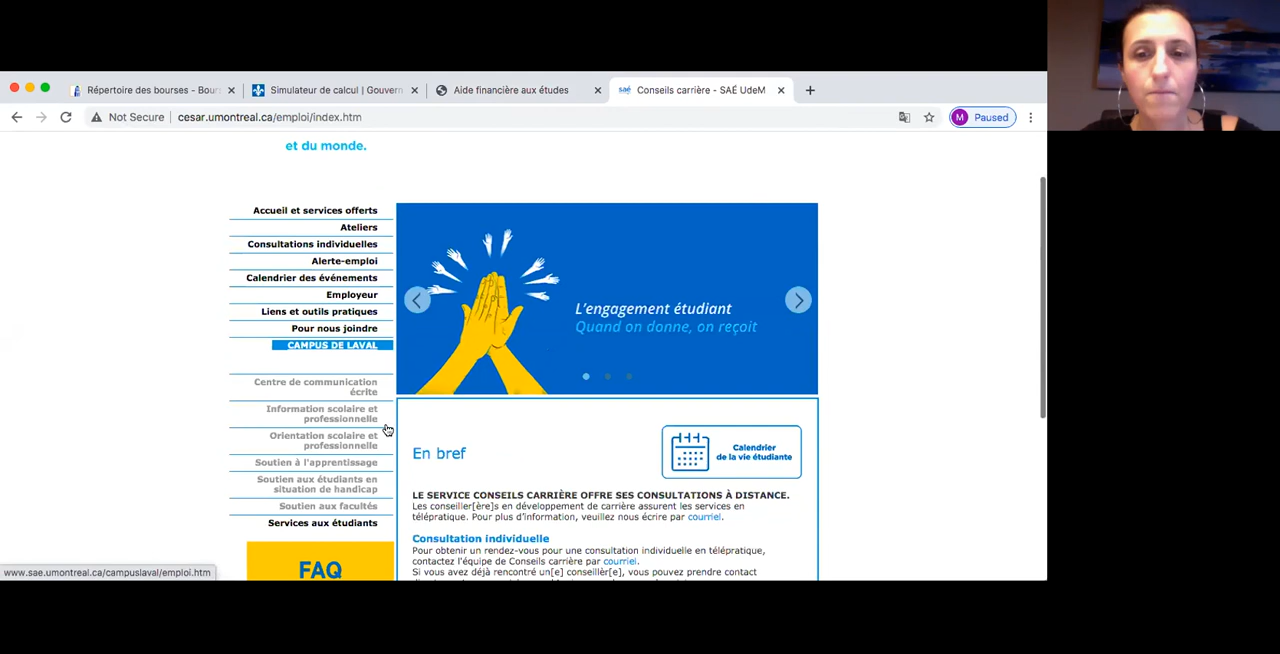 Répertoire des bourses - Bour
Simulateur de calcul | Gouvern
Aide financière aux études
Conseils carrière - SAÉ UdeM
saé
Not Secure
cesar.umontreal.ca/emploi/index.htm
M Paused
et du monde.
Accueil et services offerts
Ateliers
Consultations individuelles
Alerte-emploi
Calendrier des événements
Employeur
Liens et outils pratiques
Pour nous joindre
CAMPUS DE LAVAL
Centre de communication
écrite
Information scolaire et
professionnelle
Orientation scolaire et
professionnelle
Soutien à l'apprentissage
Soutien aux étudiants en
situation de handicap
Soutien aux facultés
Services aux étudiants
FAQ
L'engagement étudiant
Quand on donne, on reçoit
En bref
Calendrier
de la vie étudiante
LE SERVICE CONSEILS CARRIÈRE OFFRE SES CONSULTATIONS À DISTANCE.
Les conseiller[ère]s en développement de carrière assurent les services en
télépratique. Pour plus d'information, veuillez nous écrire par courriel.
Consultation individuelle
Pour obtenir un rendez-vous pour une consultation individuelle en télépratique,
contactez l'équipe de Conseils carrière par courriel.
Si vous avez déjà rencontré un[e] conseillèr[e], vous pouvez prendre contact
www.sae.umontreal.ca/campuslaval/emploi.htm